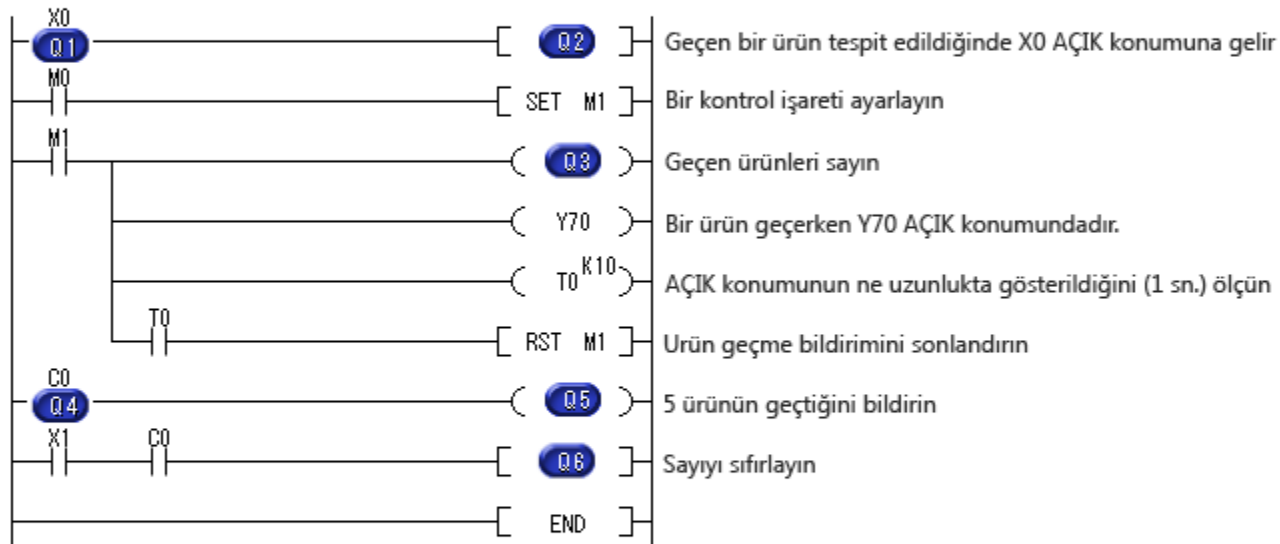 X0
Q1 Q2 Geçen bir ürün tespit edildiğinde X0 AÇIK konumuna gelir
M0
SET M1 Bir kontrol işareti ayarlayın
M1
Q3 Geçen ürünleri sayın
Y70 Bir ürün geçerken Y70 AÇIK konumundadır.
T0 K10 AÇIK konumunun ne uzunlukta gösterildiğini (1 sn.) ölçün
T0
RST M1 Urün geçme bildirimini sonlandırın
C0
Q4 Q5 5 ürünün geçtiğini bildirin
X1 C0
Q6 Sayıyı sıfırlayın
END